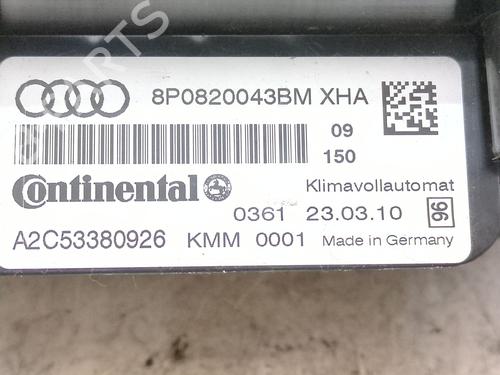 8P0820043BM XHA
09
150
Continental
Klimavollautomat
0361 23.03.10 96
A2C53380926 KMM 0001 Made in Germany